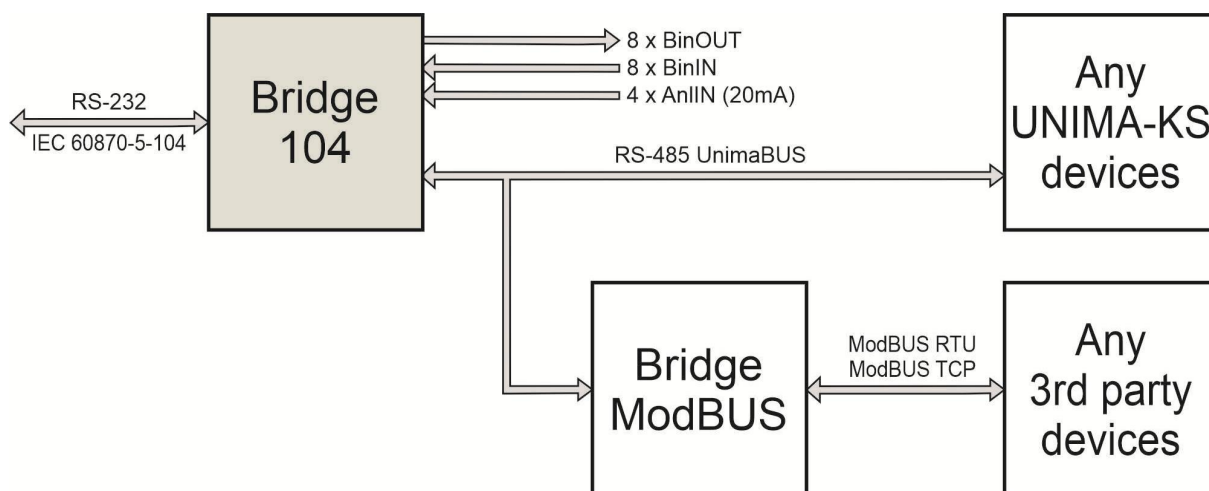 RS-232
IEC 60870-5-104
Bridge
104
8 x BinOUT
8 x BinIN
4 x AnlIN (20mA)
RS-485 UnimaBUS
Any
UNIMA-KS
devices
Bridge
ModBUS
ModBUS RTU
ModBUS TCP
Any
3rd party
devices